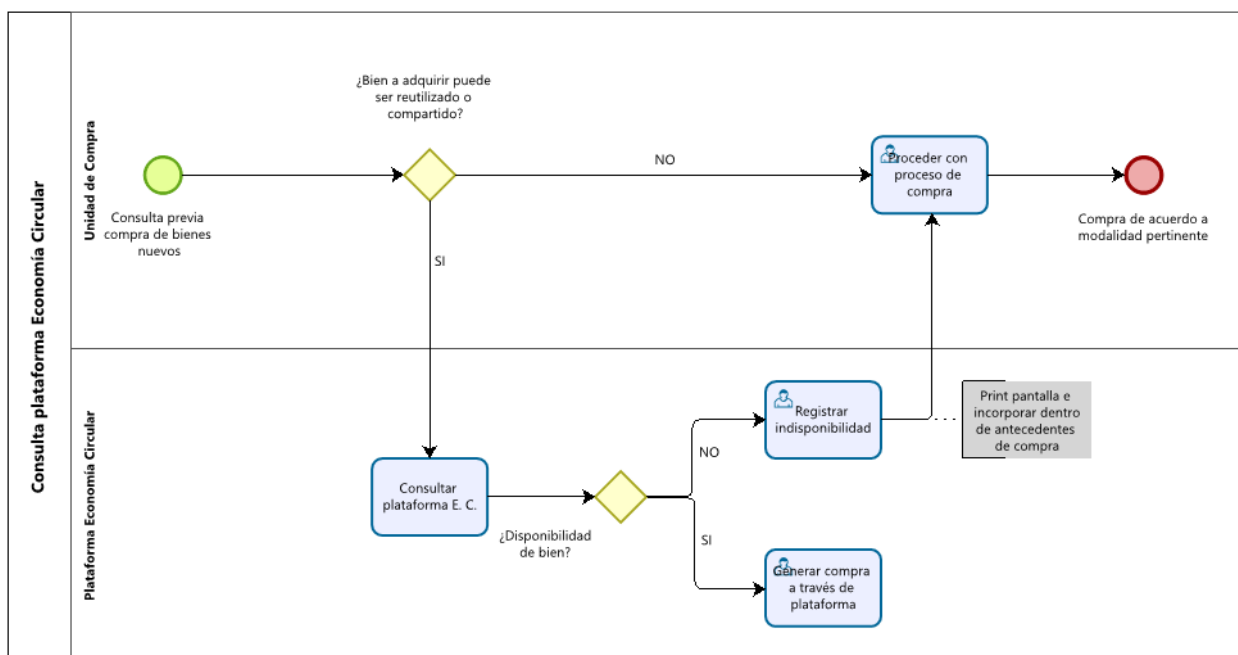 Consulta plataforma Economía Circular
Unidad de Compra
Consulta previa
compra de bienes
nuevos
¿Bien a adquirir puede
ser reutilizado o
compartido?
NO
SI
Proceder con
proceso de
compra
Compra de acuerdo a
modalidad pertinente
Plataforma Economía Circular
Consultar
plataforma E. C.
¿Disponibilidad
de bien?
NO
SI
Registrar
indisponibilidad
Print pantalla e
incorporar dentro
de antecedentes
de compra
Generar compra
a través de
plataforma